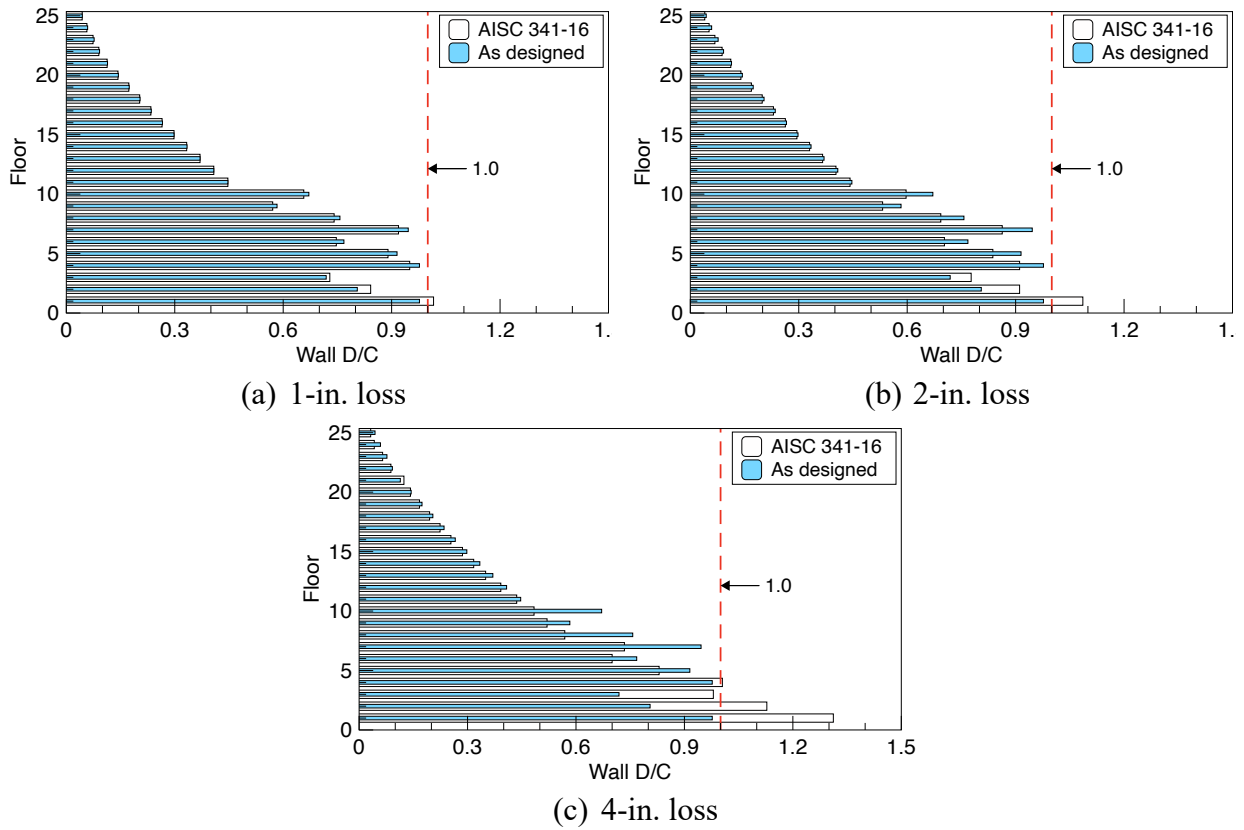 25
20
15
10
5
0
Floor
AISC 341-16
As designed
1.0
0 0.3 0.6 0.9 1.2 1.
Wall D/C
(a) 1-in. loss
25
20
15
10
5
0
Floor
AISC 341-16
As designed
1.0
0 0.3 0.6 0.9 1.2 1.
Wall D/C
(b) 2-in. loss
25
20
15
10
5
0
Floor
AISC 341-16
As designed
1.0
0 0.3 0.6 0.9 1.2 1.5
Wall D/C
(c) 4-in. loss